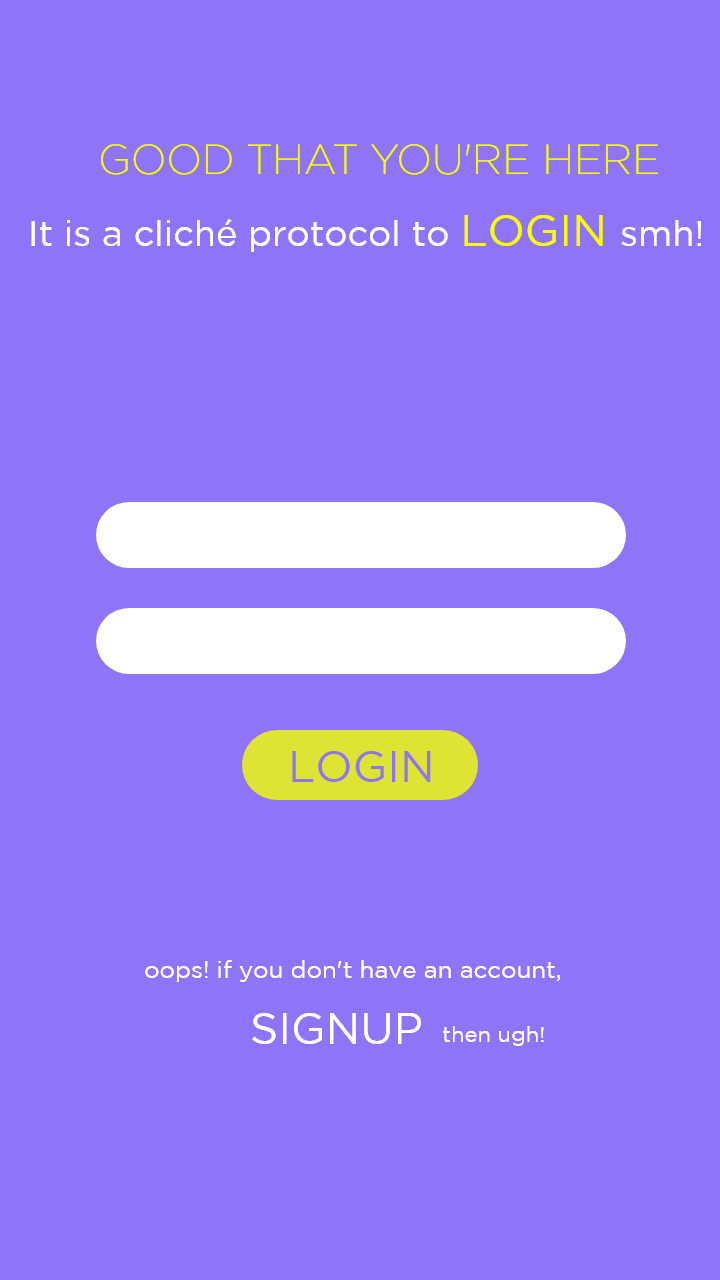 GOOD THAT YOU'RE HERE
It is a cliché protocol to LOGIN smh!
LOGIN
oops! if you don't have an account,
SIGNUP then ugh!